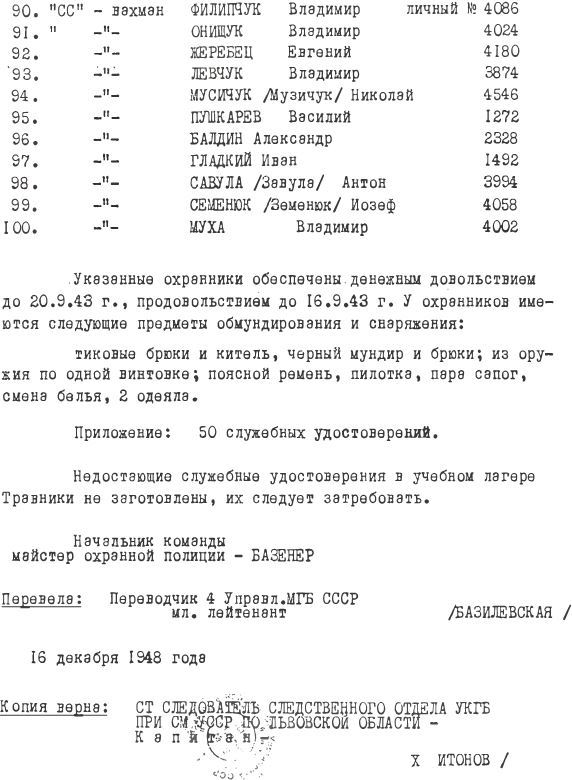 90. "СС" - вахман ФИЛИПЧУК Владимир личный № 4086
91. " -"- ОНИЩУК Владимир 4024
92. -"- ЖЕРЕБЕЦ Евгений 4180
93. -"- ЛЕВЧУК Владимир 3874
94. -"- МУСИЧУК /Музичук/ Николай 4546
95. -"- ПУШКАРЕВ Василий 1272
96. -"- БАЛДИН Александр 2328
97. -"- ГЛАДКИЙ Иван 1492
98. -"- САВУЛА /Завула/ Антон 3994
99. -"- СЕМЕНЮК /Земенюк/ Иозеф 4058
100. -"- МУХА Владимир 4002
Указанные охранники обеспечены денежным довольствием
до 20.9.43 г., продовольствием до 16.9.43 г. У охранников име-
ются следующие предметы обмундирования и снаряжения:
тиковые брюки и китель, черный мундир и брюки; из ору-
жия по одной винтовке; поясной ремень, пилотка, пара сапог,
смена белья, 2 одеяла.
Приложение: 50 служебных удостоверений.
Недостающие служебные удостоверения в учебном лагере
Травники не заготовлены, их следует затребовать.
Начальник команды
майстер охранной полиции - БАЗЕНЕР
Перевела: Переводчик 4 Управл.МГБ СССР
мл. лейтенант /БАЗИЛЕВСКАЯ /
16 декабря 1948 года
Копия верна: СТ СЛЕДОВАТЕЛЬ СЛЕДСТВЕННОГО ОТДЕЛА УКГБ
ПРИ СМ УССР ПО ЛЬВОВСКОЙ ОБЛАСТИ -
К а п и т а н -
Х ИТОНОВ /